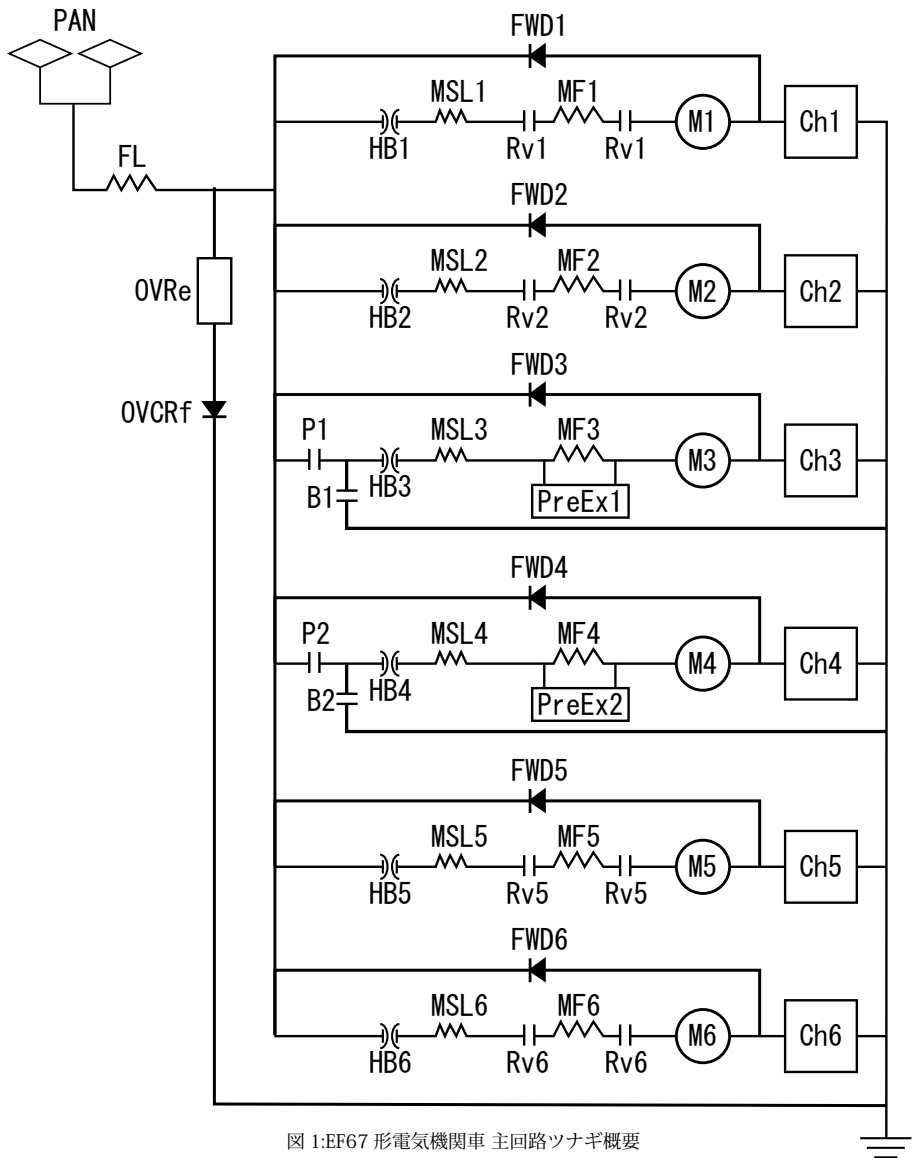 PAN
FWD1
MSL1
MF1
M1
Ch1
HB1
Rv1
Rv1
FL
FWD2
MSL2
MF2
M2
Ch2
HB2
Rv2
Rv2
OVRe
FWD3
OVCRf
P1
MSL3
MF3
M3
Ch3
B1
HB3
PreEx1
FWD4
P2
MSL4
MF4
M4
Ch4
B2
HB4
PreEx2
FWD5
MSL5
MF5
M5
Ch5
HB5
Rv5
Rv5
FWD6
MSL6
MF6
M6
Ch6
HB6
Rv6
Rv6
図 1:EF67 形電気機関車 主回路ツナギ概要